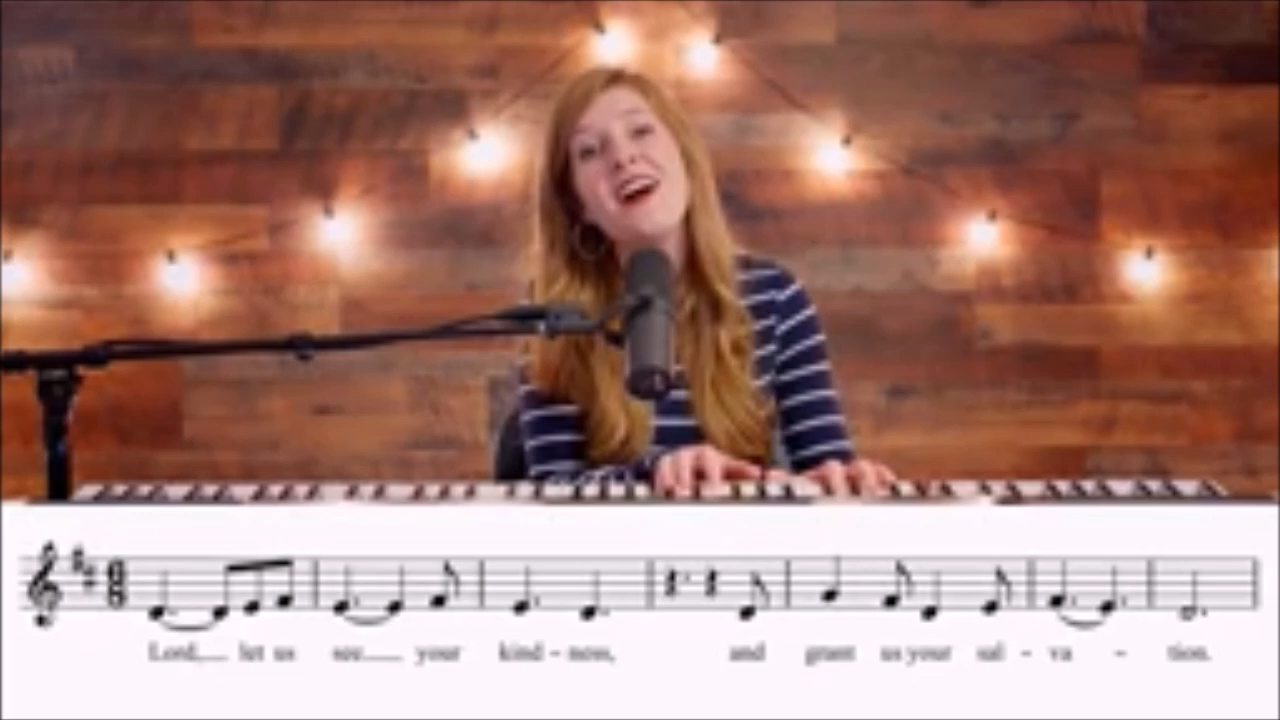 Lord, let us see your kind - ness, and grant us your sal - va - tion.